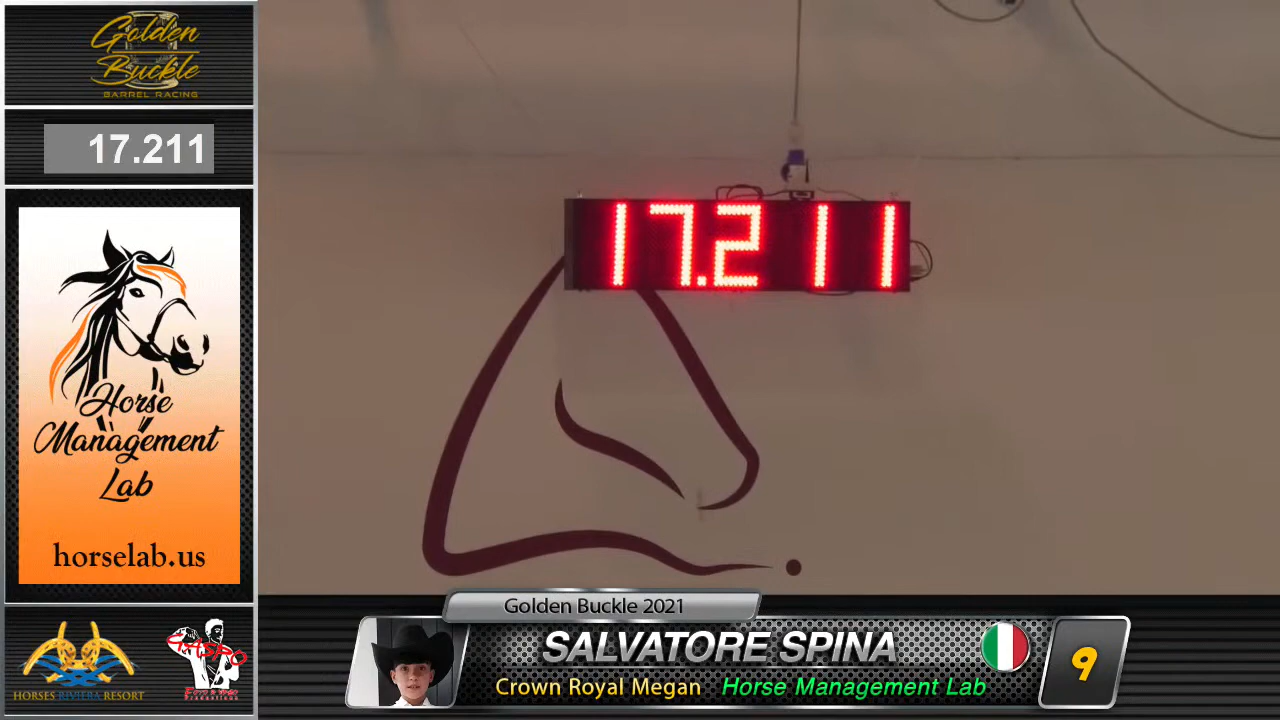 Golden
Buckle
BARREL RACING
17.211
Horse
Management
Lab
horselab.us
HORSES RIVIERA RESORT
GASPO
17.211
Golden Buckle 2021
SALVATORE SPINA
Crown Royal Megan Horse Management Lab
9